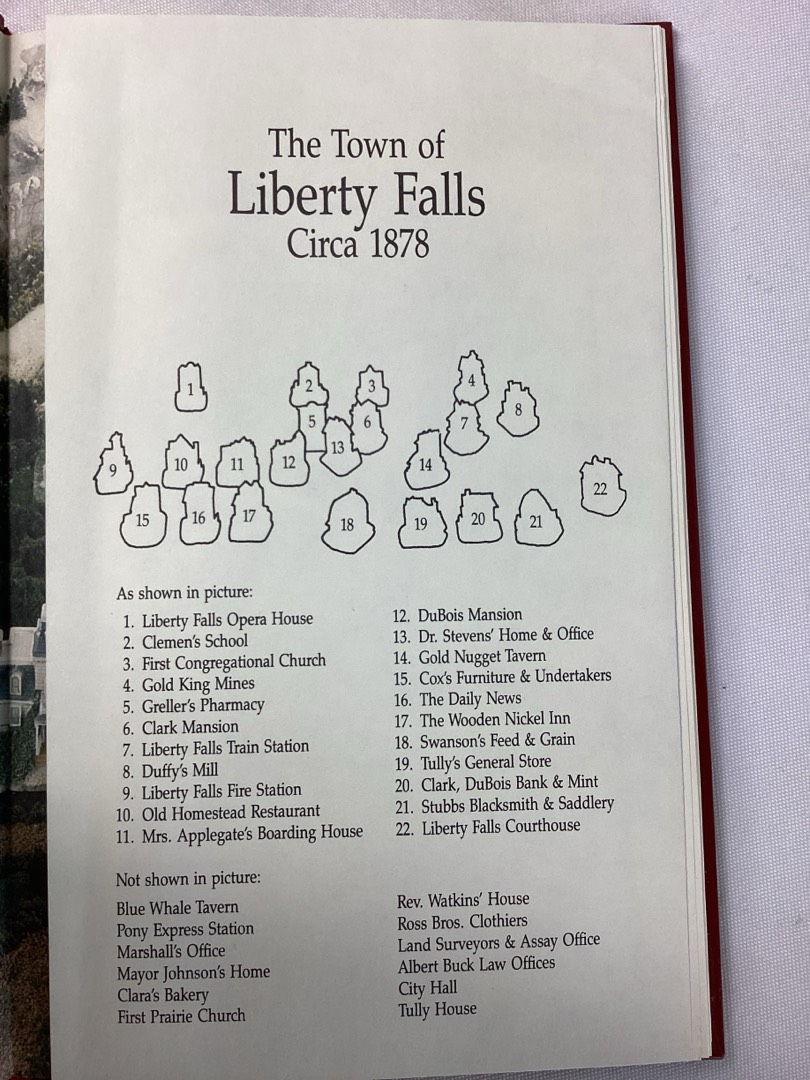 The Town of
Liberty Falls
Circa 1878
1
2
3
4
5
6
7
8
9
10
11
12
13
14
15
16
17
18
19
20
21
22
As shown in picture:
1. Liberty Falls Opera House
2. Clemen's School
3. First Congregational Church
4. Gold King Mines
5. Greller's Pharmacy
6. Clark Mansion
7. Liberty Falls Train Station
8. Duffy's Mill
9. Liberty Falls Fire Station
10. Old Homestead Restaurant
11. Mrs. Applegate's Boarding House
12. DuBois Mansion
13. Dr. Stevens' Home & Office
14. Gold Nugget Tavern
15. Cox's Furniture & Undertakers
16. The Daily News
17. The Wooden Nickel Inn
18. Swanson's Feed & Grain
19. Tully's General Store
20. Clark, DuBois Bank & Mint
21. Stubbs Blacksmith & Saddlery
22. Liberty Falls Courthouse
Not shown in picture:
Blue Whale Tavern
Pony Express Station
Marshall's Office
Mayor Johnson's Home
Clara's Bakery
First Prairie Church
Rev. Watkins' House
Ross Bros. Clothiers
Land Surveyors & Assay Office
Albert Buck Law Offices
City Hall
Tully House